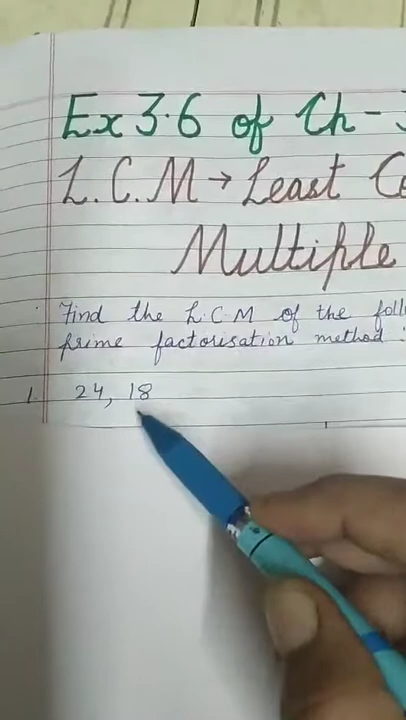 Ex 3.6 of Ch-
L.C.M → Least
Multiple
Find the L.C.M of the
prime factorisation method :
1. 24, 18